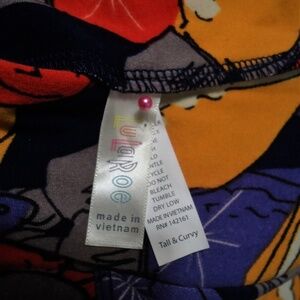 LuLaRoe
made in
vietnam
DO NOT
BLEACH
TUMBLE
DRY LOW
MADE IN VIETNAM
RN# 142161
Tall & Curvy